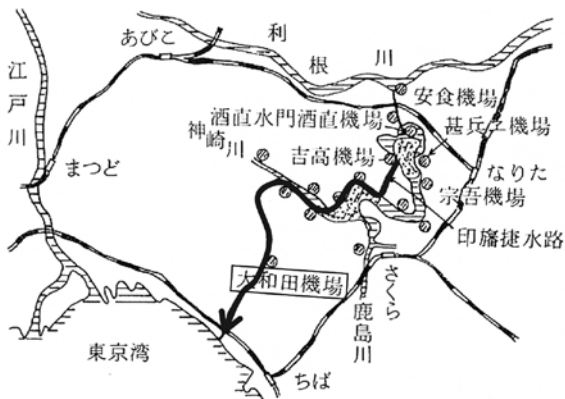 利根川
あびこ
江戸川
安食機場
酒直水門
酒直機場
甚兵ヱ機場
神崎川
吉高機場
まつど
なりた
宗吾機場
印旛捷水路
大和田機場
さくら
鹿島川
東京湾
ちば